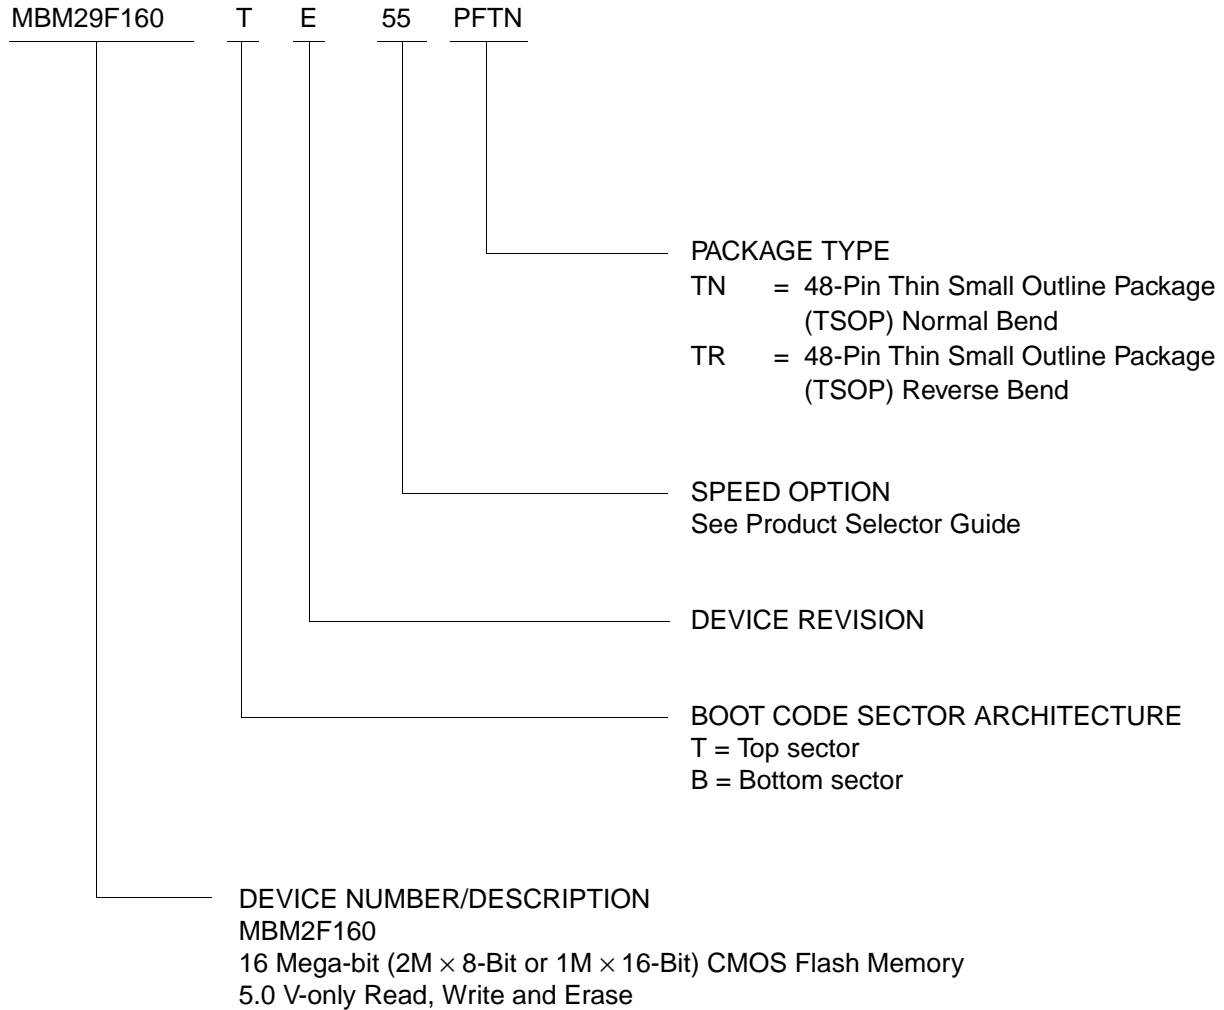 MBM29F160 T E 55 PFTN
PACKAGE TYPE
TN = 48-Pin Thin Small Outline Package
(TSOP) Normal Bend
TR = 48-Pin Thin Small Outline Package
(TSOP) Reverse Bend
SPEED OPTION
See Product Selector Guide
DEVICE REVISION
BOOT CODE SECTOR ARCHITECTURE
T = Top sector
B = Bottom sector
DEVICE NUMBER/DESCRIPTION
MBM2F160
16 Mega-bit (2M × 8-Bit or 1M × 16-Bit) CMOS Flash Memory
5.0 V-only Read, Write and Erase